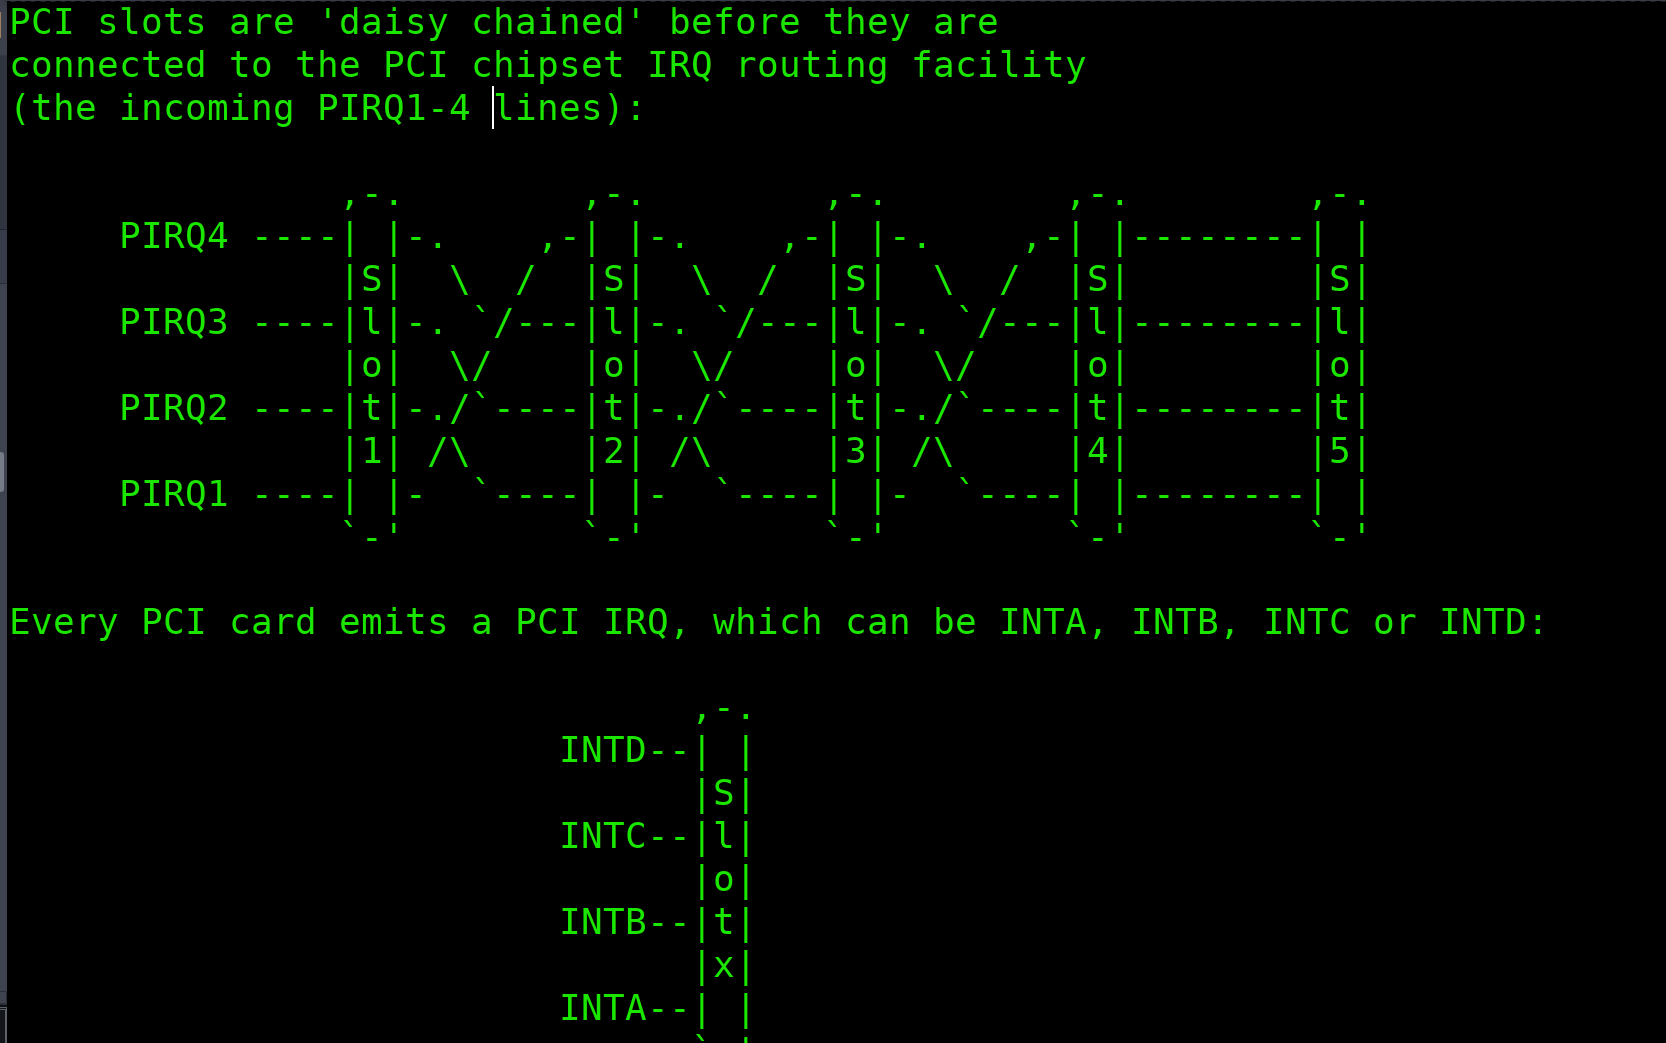 PCI slots are 'daisy chained' before they are
connected to the PCI chipset IRQ routing facility
(the incoming PIRQ1-4 lines):

               ,-.        ,-.        ,-.        ,-.        ,-.
     PIRQ4 ----| |-.    ,-| |-.    ,-| |-.    ,-| |--------| |
               |S|  \  /  |S|  \  /  |S|  \  /  |S|        |S|
     PIRQ3 ----|l|-. `/---|l|-. `/---|l|-. `/---|l|--------|l|
               |o|  \/    |o|  \/    |o|  \/    |o|        |o|
     PIRQ2 ----|t|-./`----|t|-./`----|t|-./`----|t|--------|t|
               |1| /\     |2| /\     |3| /\     |4|        |5|
     PIRQ1 ----| |-  `----| |-  `----| |-  `----| |--------| |
               `-'        `-'        `-'        `-'        `-'

Every PCI card emits a PCI IRQ, which can be INTA, INTB, INTC or INTD:

                               ,-.
                         INTD--| |
                               |S|
                         INTC--|l|
                               |o|
                         INTB--|t|
                               |x|
                         INTA--| |
                               ` '